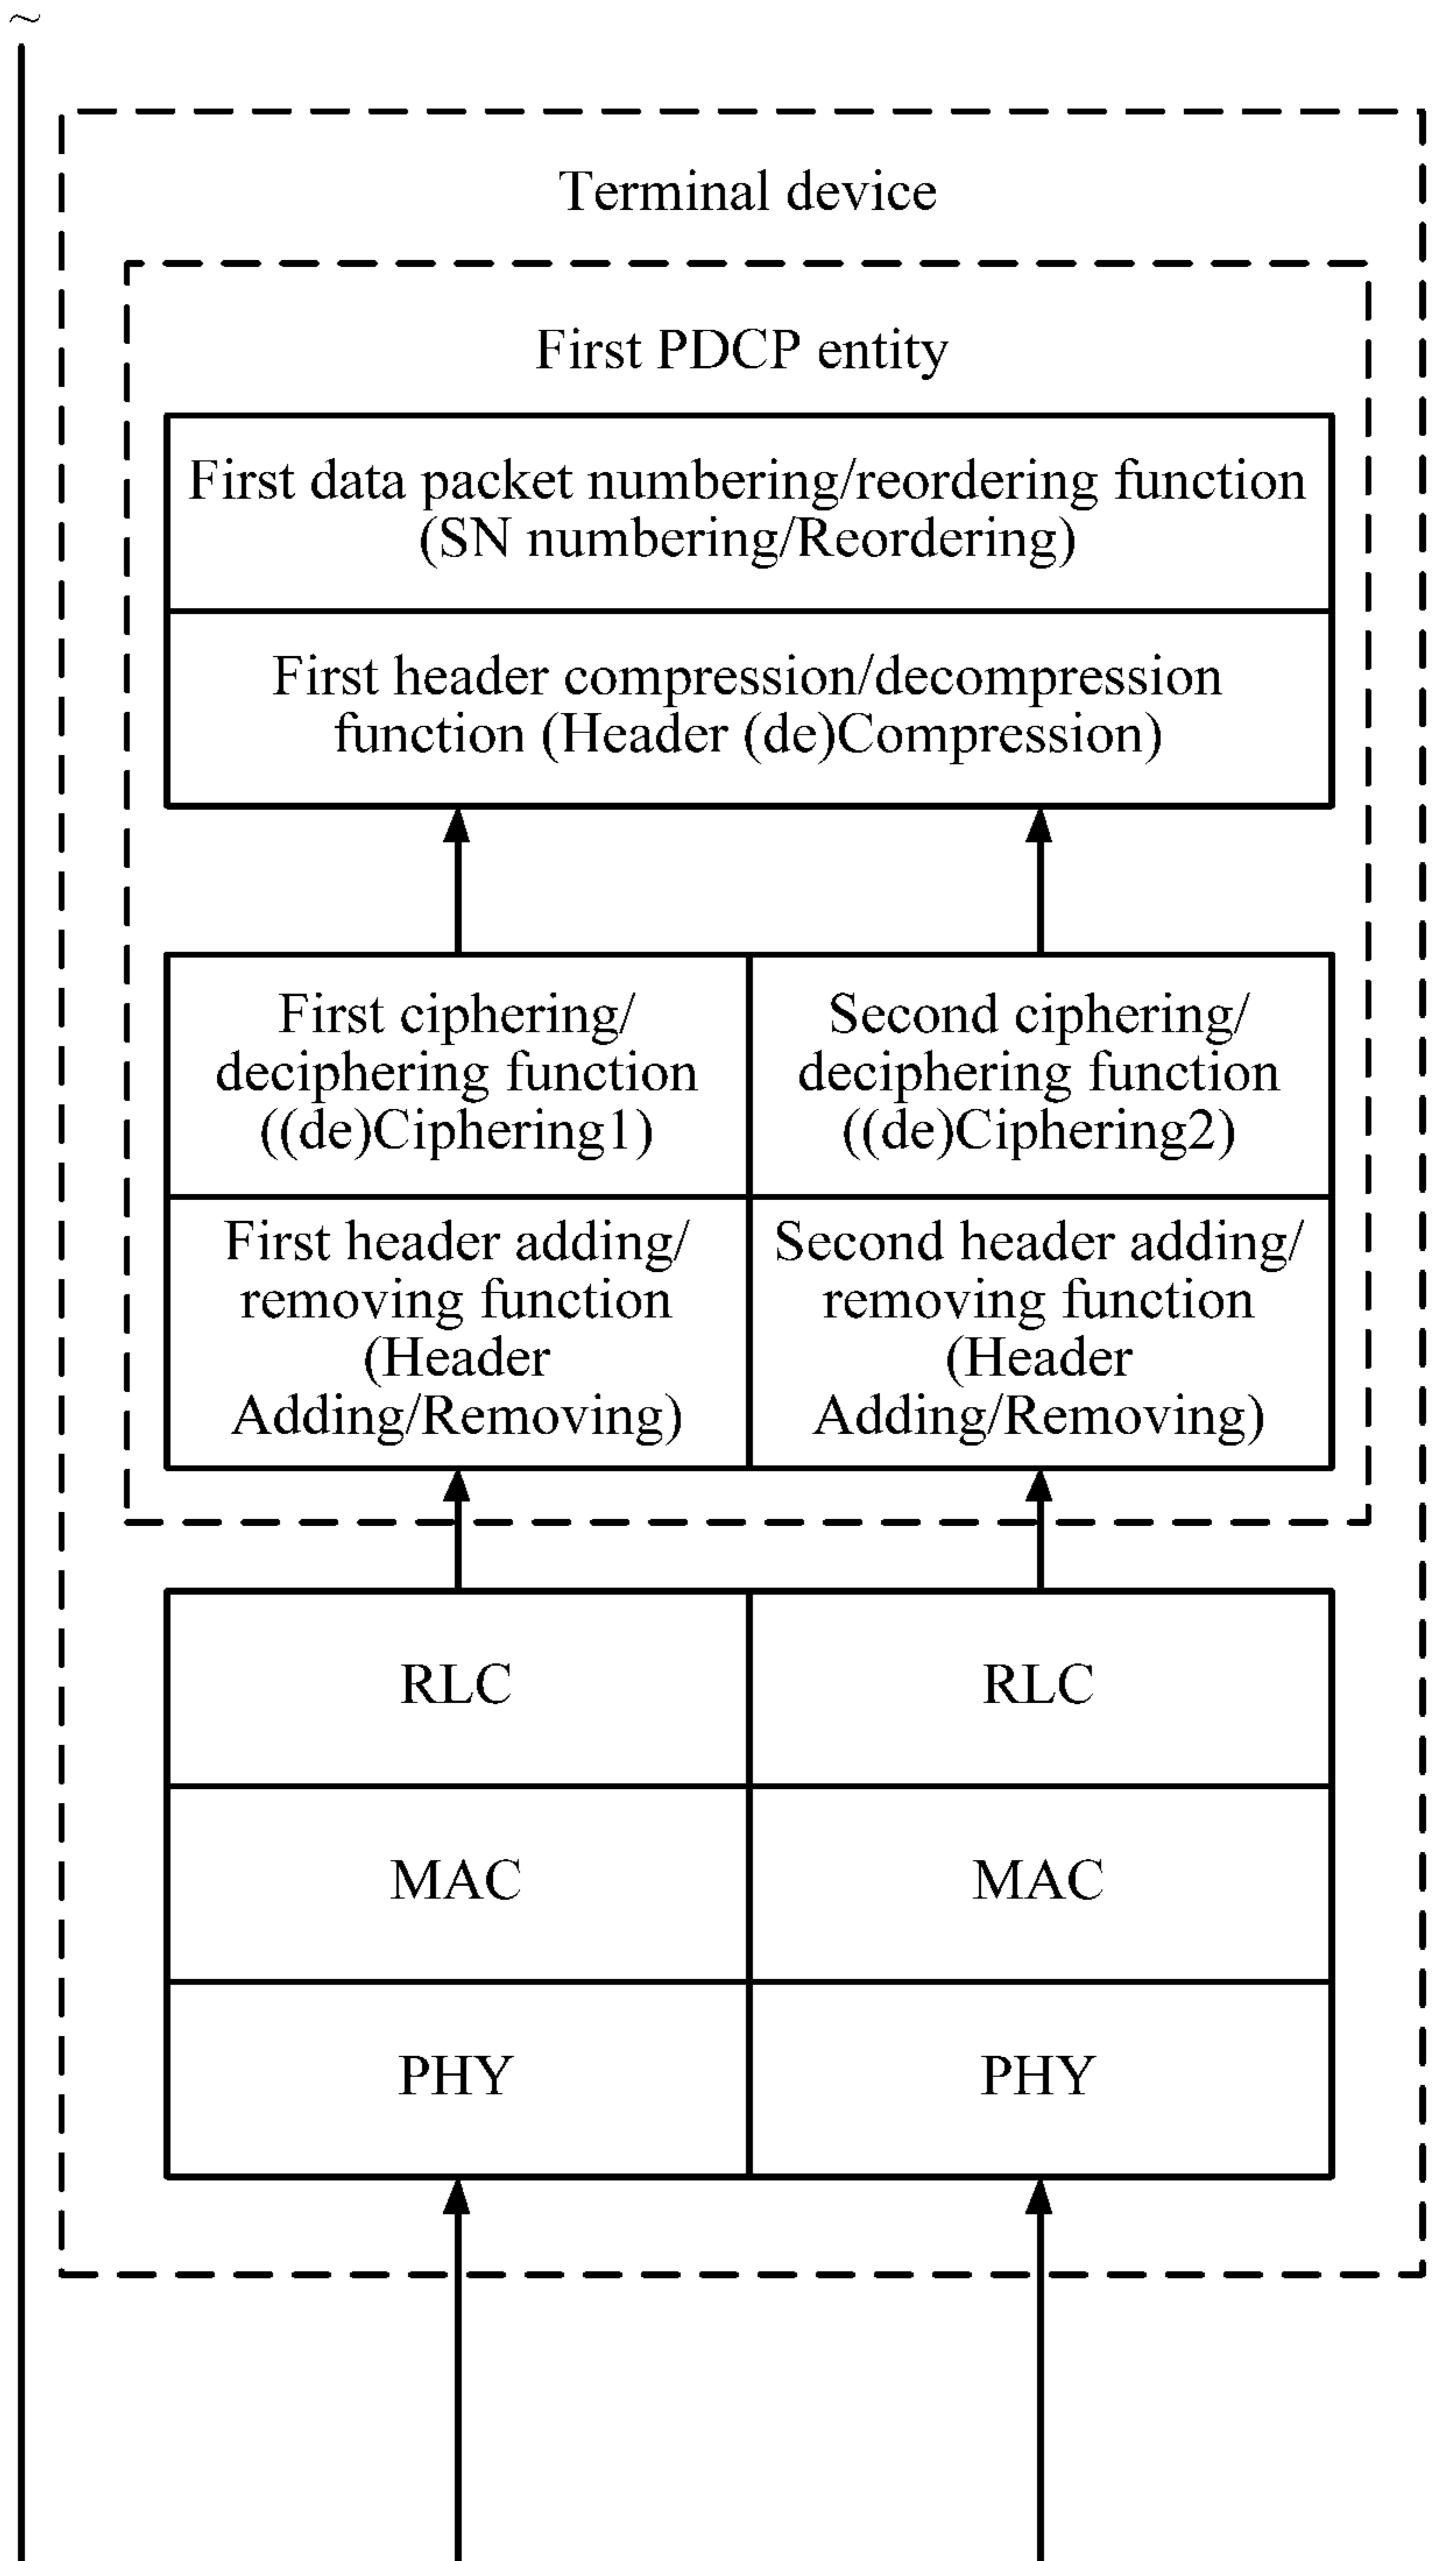 ~
Terminal device
First PDCP entity
First data packet numbering/reordering function
(SN numbering/Reordering)
First header compression/decompression
function (Header (de)Compression)
First ciphering/
deciphering function
((de)Ciphering1)
Second ciphering/
deciphering function
((de)Ciphering2)
First header adding/
removing function
(Header
Adding/Removing)
Second header adding/
removing function
(Header
Adding/Removing)
RLC
RLC
MAC
MAC
PHY
PHY